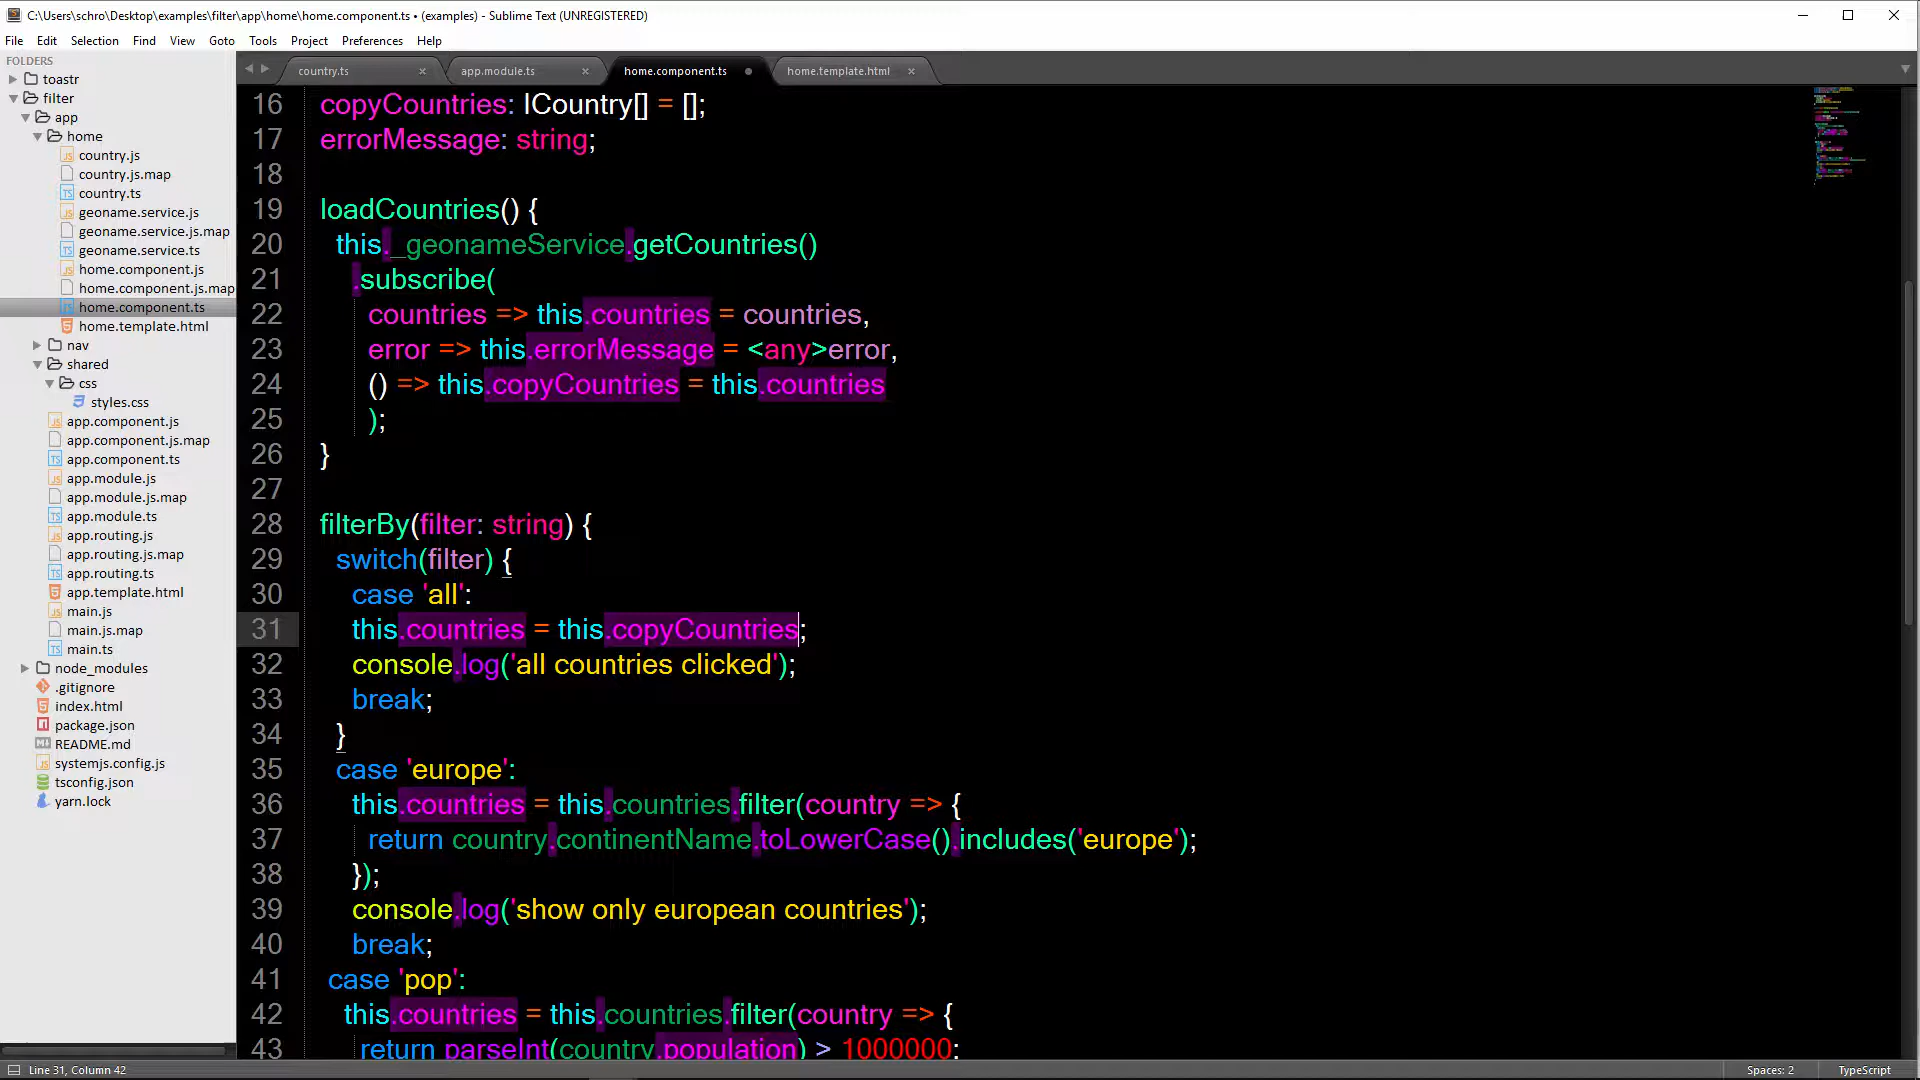 C:\Users\schro\Desktop\examples\filter\app\home\home.component.ts • (examples) - Sublime Text (UNREGISTERED)
File Edit Selection Find View Goto Tools Project Preferences Help
FOLDERS
toastr
filter
app
home
country.js
country.js.map
country.ts
geoname.service.js
geoname.service.js.map
geoname.service.ts
home.component.js
home.component.js.map
home.component.ts
home.template.html
nav
shared
css
styles.css
app.component.js
app.component.js.map
app.component.ts
app.module.js
app.module.js.map
app.module.ts
app.routing.js
app.routing.js.map
app.routing.ts
app.template.html
main.js
main.js.map
main.ts
node_modules
.gitignore
index.html
package.json
README.md
systemjs.config.js
tsconfig.json
yarn.lock
country.ts app.module.ts home.component.ts home.template.html
16 copyCountries: ICountry[] = [];
17 errorMessage: string;
18
19 loadCountries() {
20 this._geonameService.getCountries()
21 .subscribe(
22 countries => this.countries = countries,
23 error => this.errorMessage = <any>error,
24 () => this.copyCountries = this.countries
25 );
26 }
27
28 filterBy(filter: string) {
29 switch(filter) {
30 case 'all':
31 this.countries = this.copyCountries;
32 console.log('all countries clicked');
33 break;
34 }
35 case 'europe':
36 this.countries = this.countries.filter(country => {
37 return country.continentName.toLowerCase().includes('europe');
38 });
39 console.log('show only european countries');
40 break;
41 case 'pop':
42 this.countries = this.countries.filter(country => {
43 return parseInt(country.population) > 1000000;
Line 31, Column 42 Spaces: 2 TypeScript